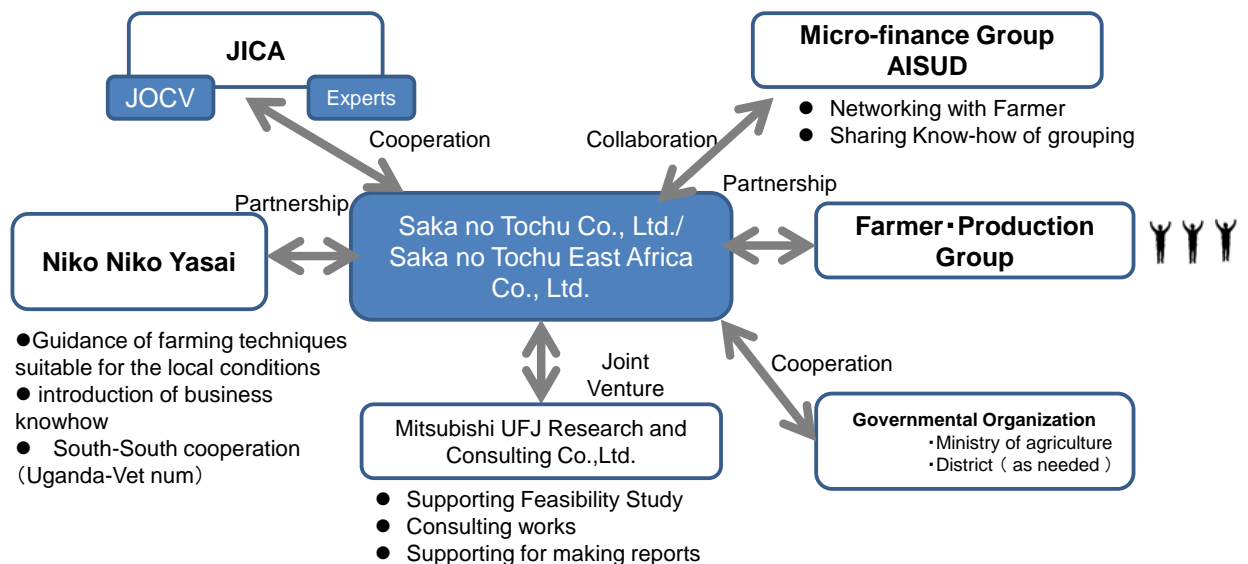 JICA
JOCV
Experts
Cooperation
Micro-finance Group
AISUD
● Networking with Farmer
● Sharing Know-how of grouping
Collaboration
Partnership
Niko Niko Yasai
Saka no Tochu Co., Ltd./
Saka no Tochu East Africa
Co., Ltd.
Partnership
Farmer・Production
Group
●Guidance of farming techniques
suitable for the local conditions
● introduction of business
knowhow
● South-South cooperation
（Uganda-Vet num）
Joint
Venture
Mitsubishi UFJ Research and
Consulting Co.,Ltd.
● Supporting Feasibility Study
● Consulting works
● Supporting for making reports
Cooperation
Governmental Organization
・Ministry of agriculture
・District（ as needed ）